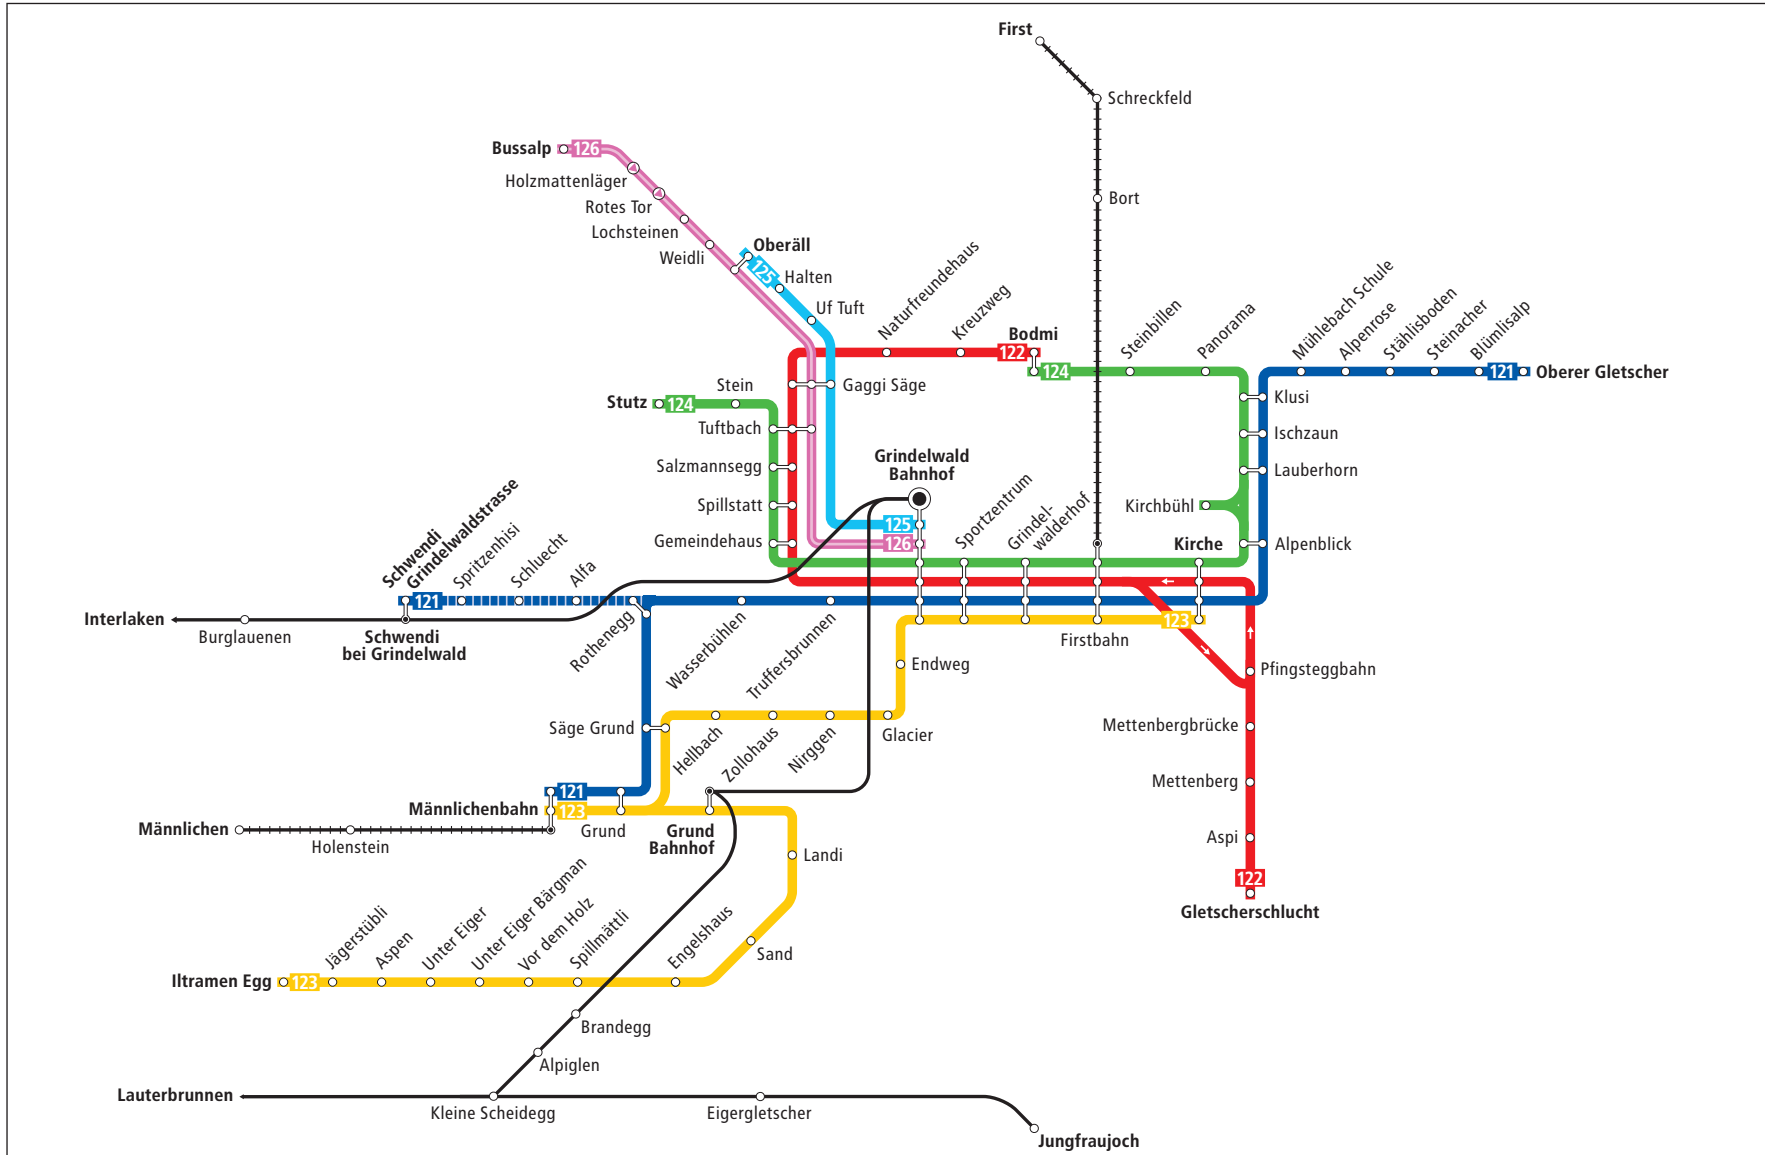 First
Schreckfeld
Bussalp
126
Holzmattenläger
Rotes Tor
Lochsteinen
Weidli
Bort
Oberäll
125
Halten
Uf Tuft
Naturfreundehaus
Kreuzweg
Bodmi
122
124
Steinbillen
Panorama
Mühlebach Schule
Alpenrose
Stählisboden
Steinacher
Blünlisalp
121
Oberer Gletscher
Stein
Gaggi Säge
Stutz
124
Tuftbach
Klusi
Ischzaun
Lauberhorn
Salzmannsegg
Spillstatt
Gemeindehaus
Grindelwald
Bahnhof
125
126
Sportzentrum
Grindel-
walderhof
Kirchbühl
Kirche
Alpenblick
Schwendi
Grindelwaldstrasse
121
Spritzenhisi
Schluecht
Alfa
Interlaken
Burglauenen
Schwendi
bei Grindelwald
Rothenegg
Wasserbühlen
Truffersbrunnen
Endweg
Firstbahn
123
Pfingsteggbahn
Säge Grund
Hellbach
Zollohaus
Nirggen
Glacier
Mettenbergbrücke
Mettenberg
121
Männlichenbahn
123
Männlichen
Holenstein
Grund
Grund
Bahnhof
Landi
Aspi
122
Gletscherschlucht
Jägerstübli
Aspen
Unter Eiger
Unter Eiger Bärgman
Vor dem Holz
Spillmättli
Engelshaus
Sand
Iltramen Egg
123
Brandegg
Alpiglen
Lauterbrunnen
Kleine Scheidegg
Eigergletscher
Jungfraujoch